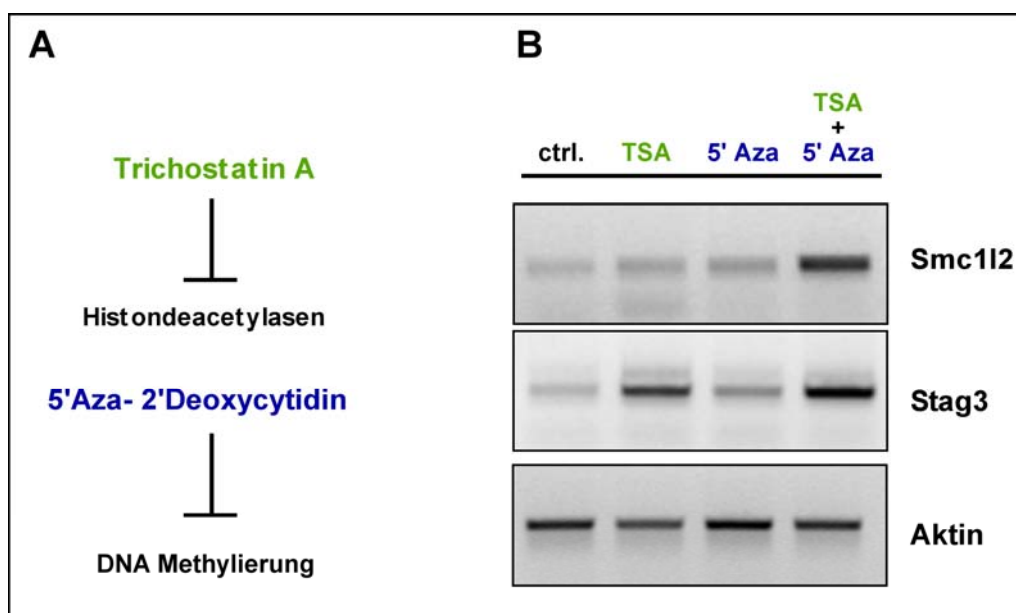 A
Trichostatin A
Histondeacetylasen
5'Aza- 2'Deoxycytidin
DNA Methylierung
B
TSA
+
ctrl. TSA 5' Aza 5' Aza
Smc1l2
Stag3
Aktin